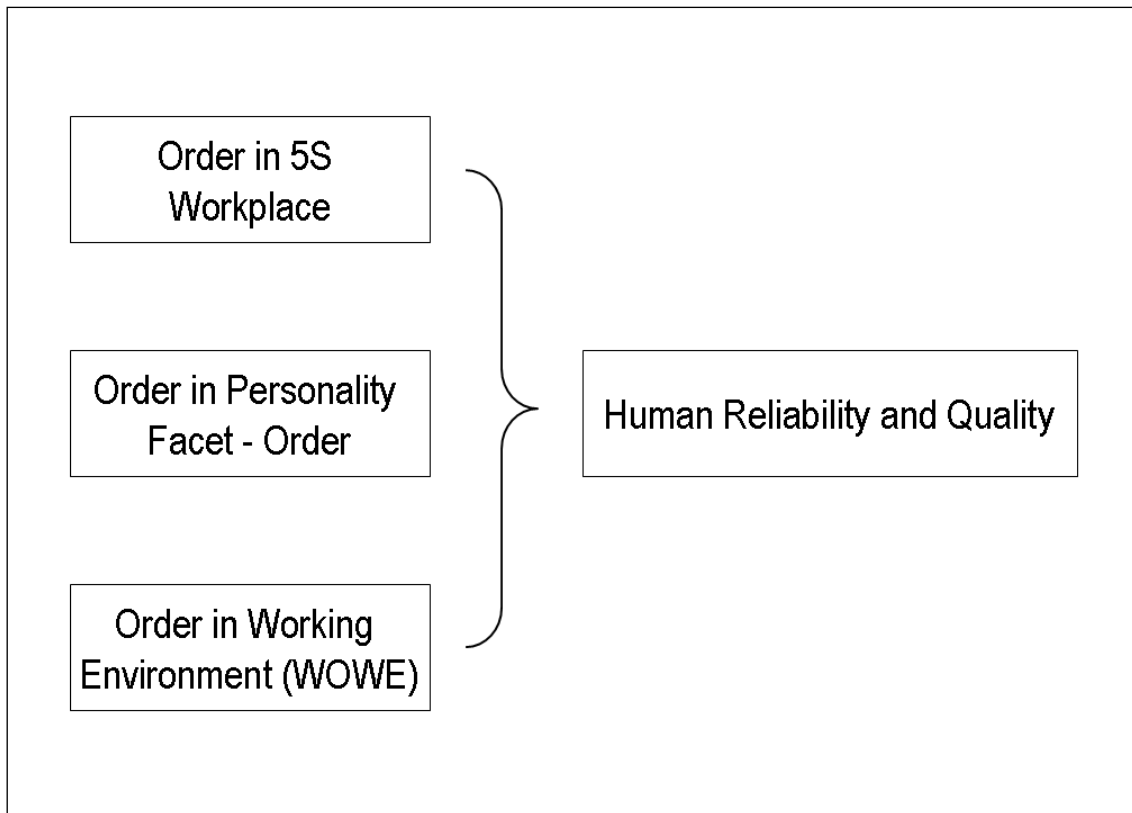 Order in 5S
Workplace
Order in Personality
Facet - Order
Human Reliability and Quality
Order in Working
Environment (WOWE)